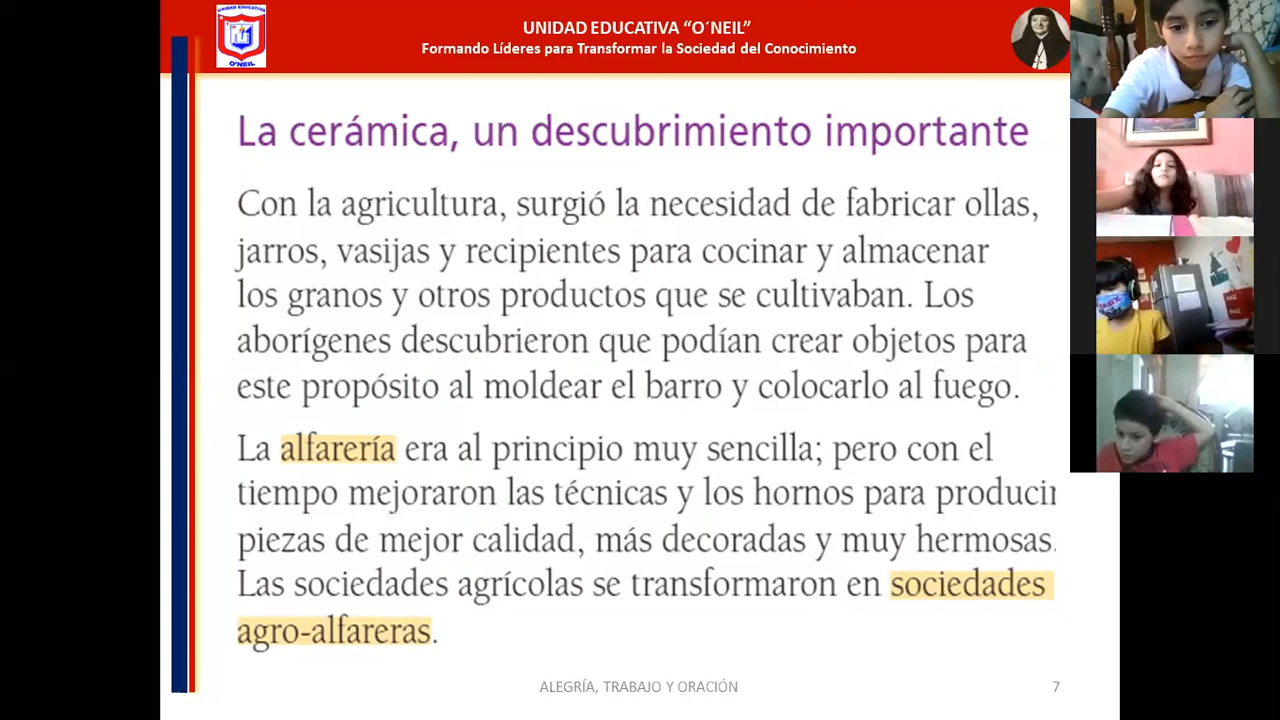 UNIDAD EDUCATIVA “O´NEIL”
Formando Líderes para Transformar la Sociedad del Conocimiento
UNIDAD EDUCATIVA
O'NEIL
La cerámica, un descubrimiento importante
Con la agricultura, surgió la necesidad de fabricar ollas,
jarros, vasijas y recipientes para cocinar y almacenar
los granos y otros productos que se cultivaban. Los
aborígenes descubrieron que podían crear objetos para
este propósito al moldear el barro y colocarlo al fuego.
La alfarería era al principio muy sencilla; pero con el
tiempo mejoraron las técnicas y los hornos para producir
piezas de mejor calidad, más decoradas y muy hermosas.
Las sociedades agrícolas se transformaron en sociedades
agro-alfareras.
ALEGRÍA, TRABAJO Y ORACIÓN
7